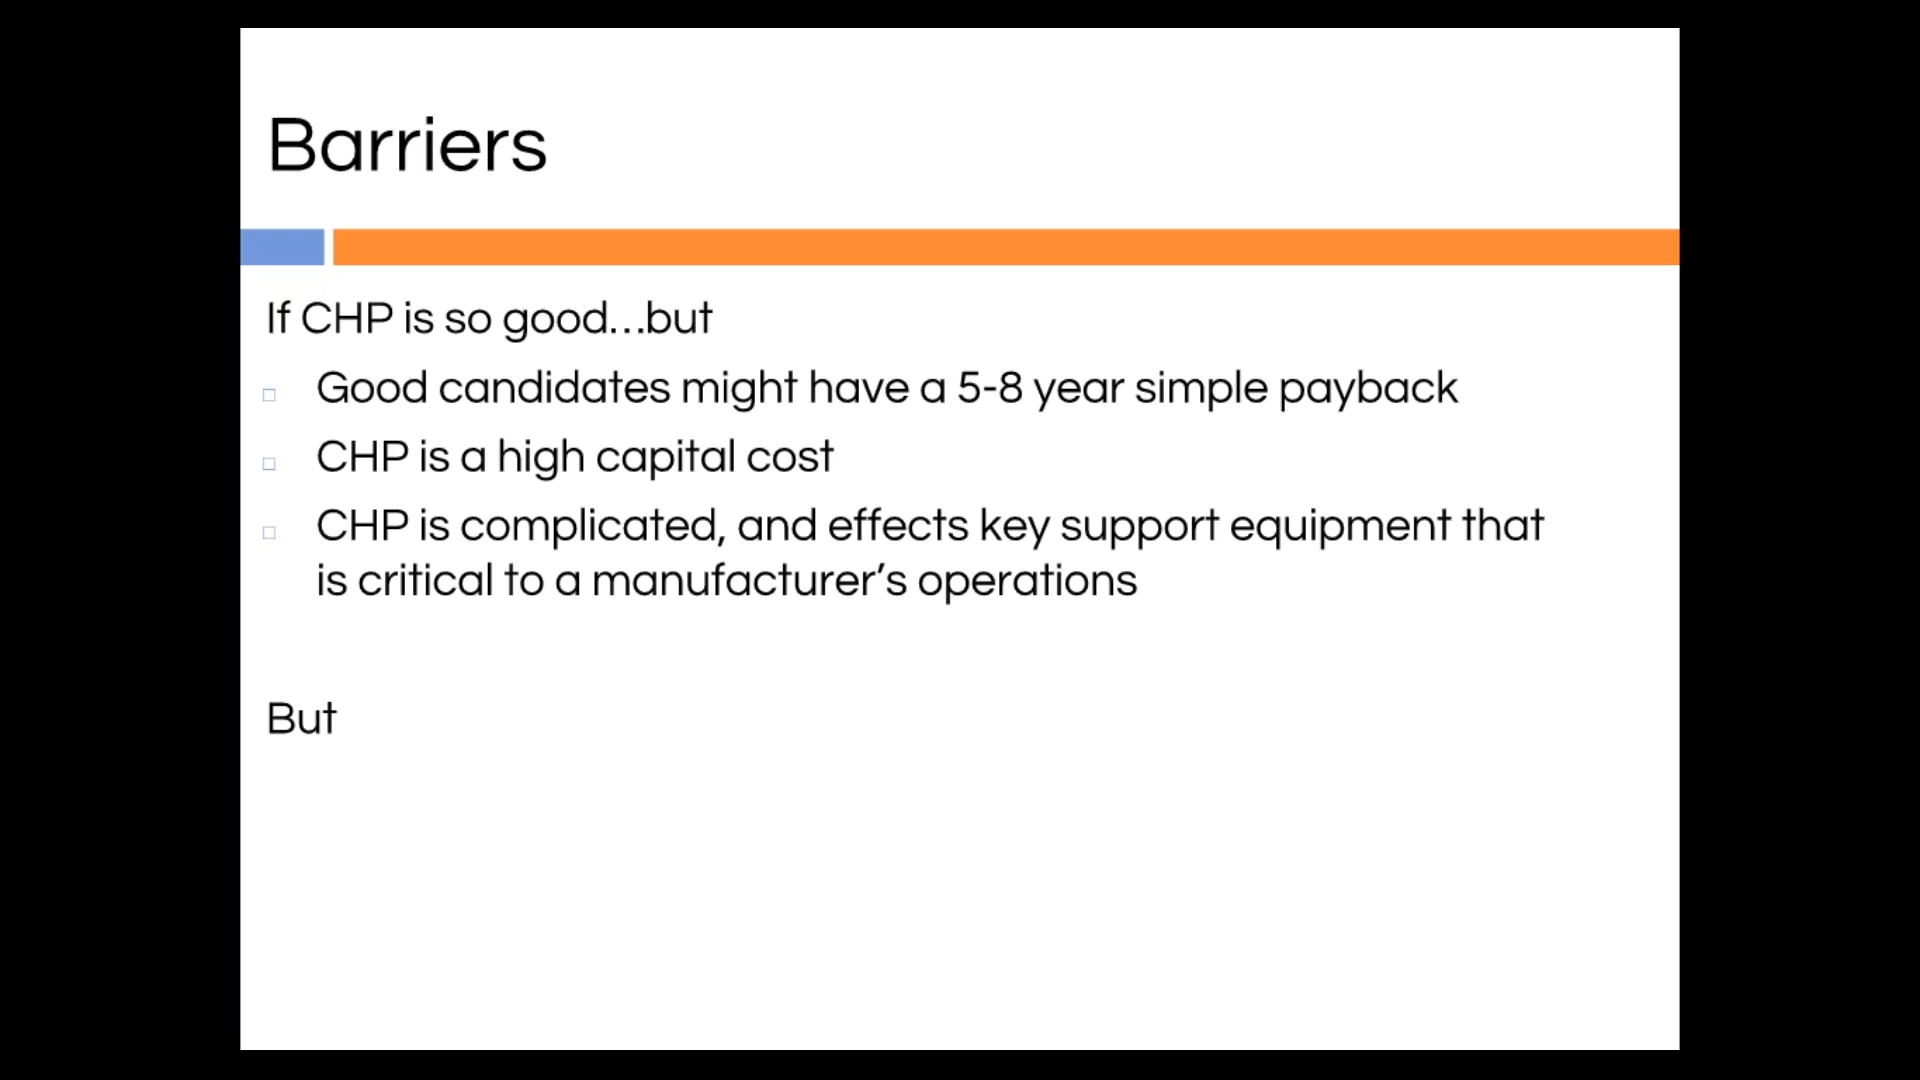 Barriers
If CHP is so good...but
Good candidates might have a 5-8 year simple payback
CHP is a high capital cost
CHP is complicated, and effects key support equipment that
is critical to a manufacturer’s operations
But